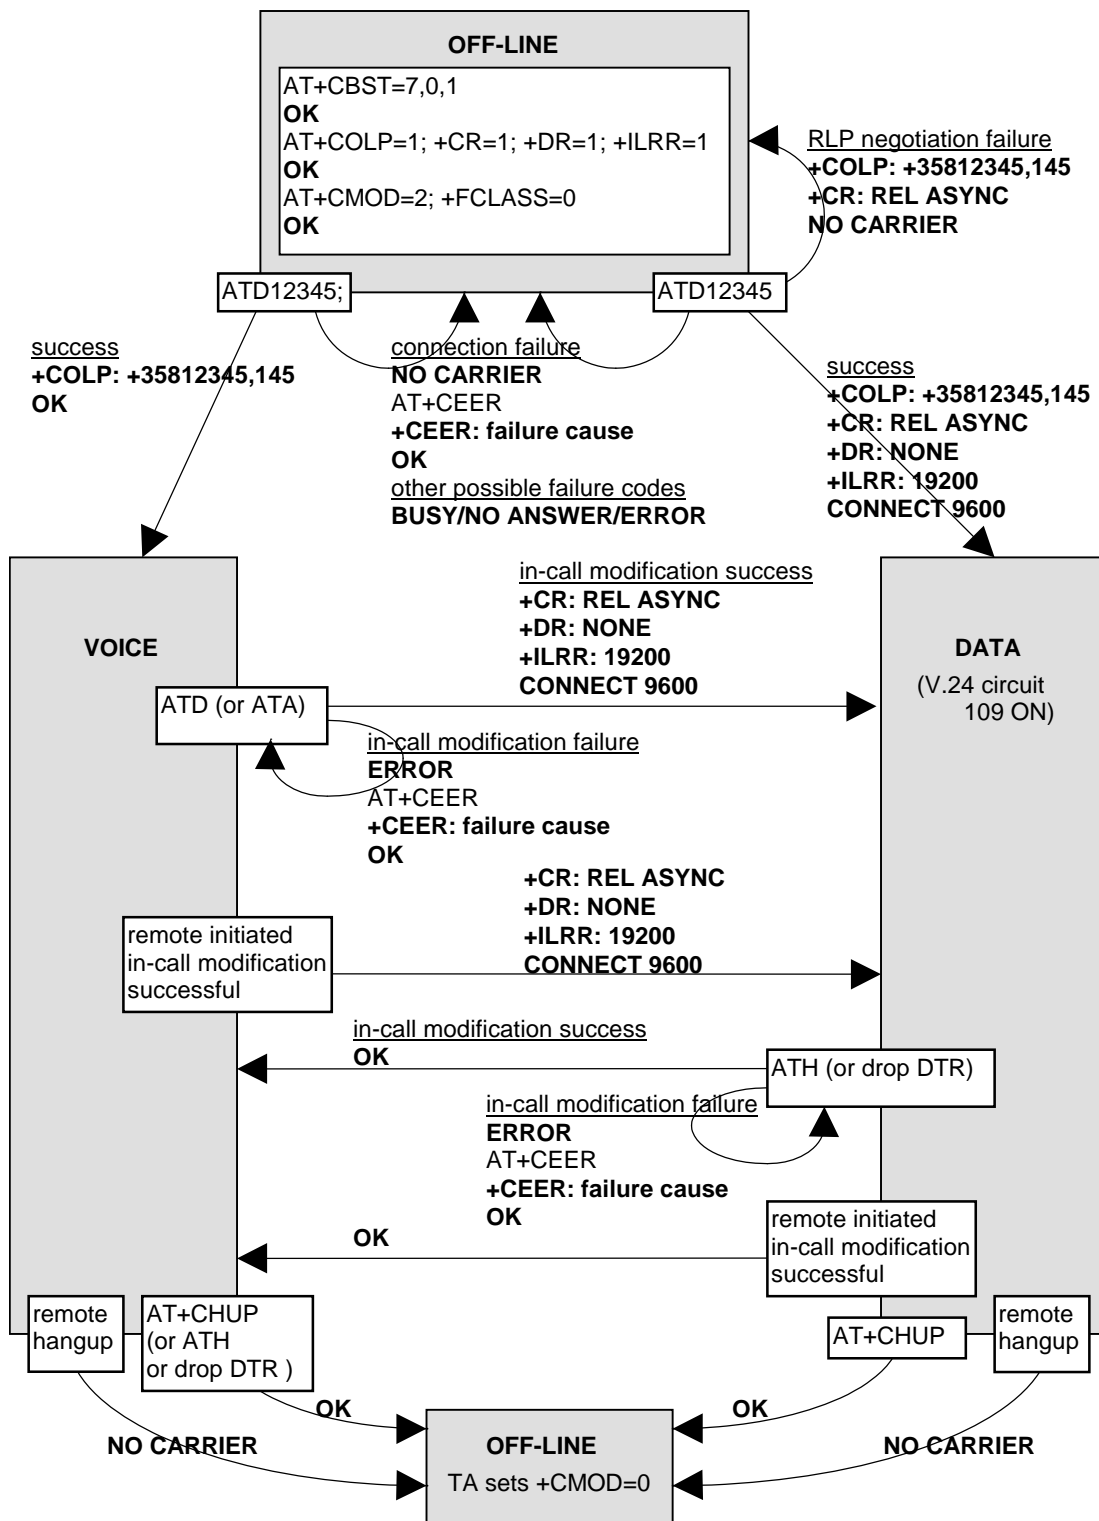 OFF-LINE
AT+CBST=7,0,1
OK
AT+COLP=1; +CR=1; +DR=1; +ILRR=1
OK
AT+CMOD=2; +FCLASS=0
OK
RLP negotiation failure
+COLP: +35812345,145
+CR: REL ASYNC
NO CARRIER
ATD12345;
ATD12345
success
+COLP: +35812345,145
OK
connection failure
NO CARRIER
AT+CEER
+CEER: failure cause
OK
other possible failure codes
BUSY/NO ANSWER/ERROR
success
+COLP: +35812345,145
+CR: REL ASYNC
+DR: NONE
+ILRR: 19200
CONNECT 9600
VOICE
in-call modification success
+CR: REL ASYNC
+DR: NONE
+ILRR: 19200
CONNECT 9600
DATA
(V.24 circuit
109 ON)
ATD (or ATA)
in-call modification failure
ERROR
AT+CEER
+CEER: failure cause
OK
+CR: REL ASYNC
+DR: NONE
+ILRR: 19200
CONNECT 9600
remote initiated
in-call modification
successful
in-call modification success
OK
ATH (or drop DTR)
in-call modification failure
ERROR
AT+CEER
+CEER: failure cause
OK
remote initiated
in-call modification
successful
OK
remote
hangup
AT+CHUP
(or ATH
or drop DTR )
AT+CHUP
remote
hangup
OK
OK
NO CARRIER
NO CARRIER
OFF-LINE
TA sets +CMOD=0